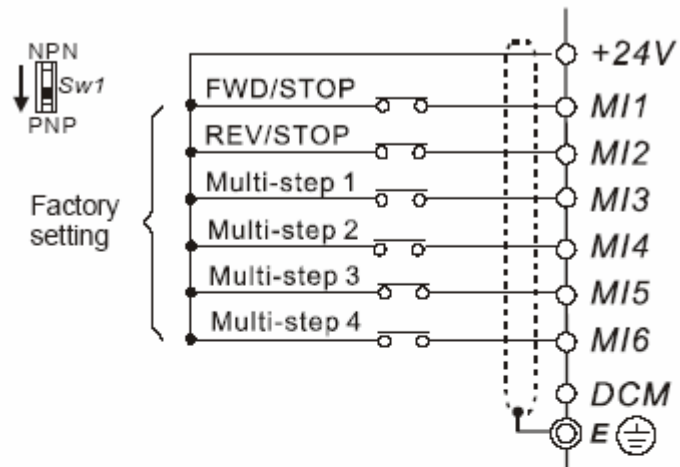 NPN
Sw1
PNP
Factory
setting
FWD/STOP
REV/STOP
Multi-step 1
Multi-step 2
Multi-step 3
Multi-step 4
+24V
MI1
MI2
MI3
MI4
MI5
MI6
DCM
E